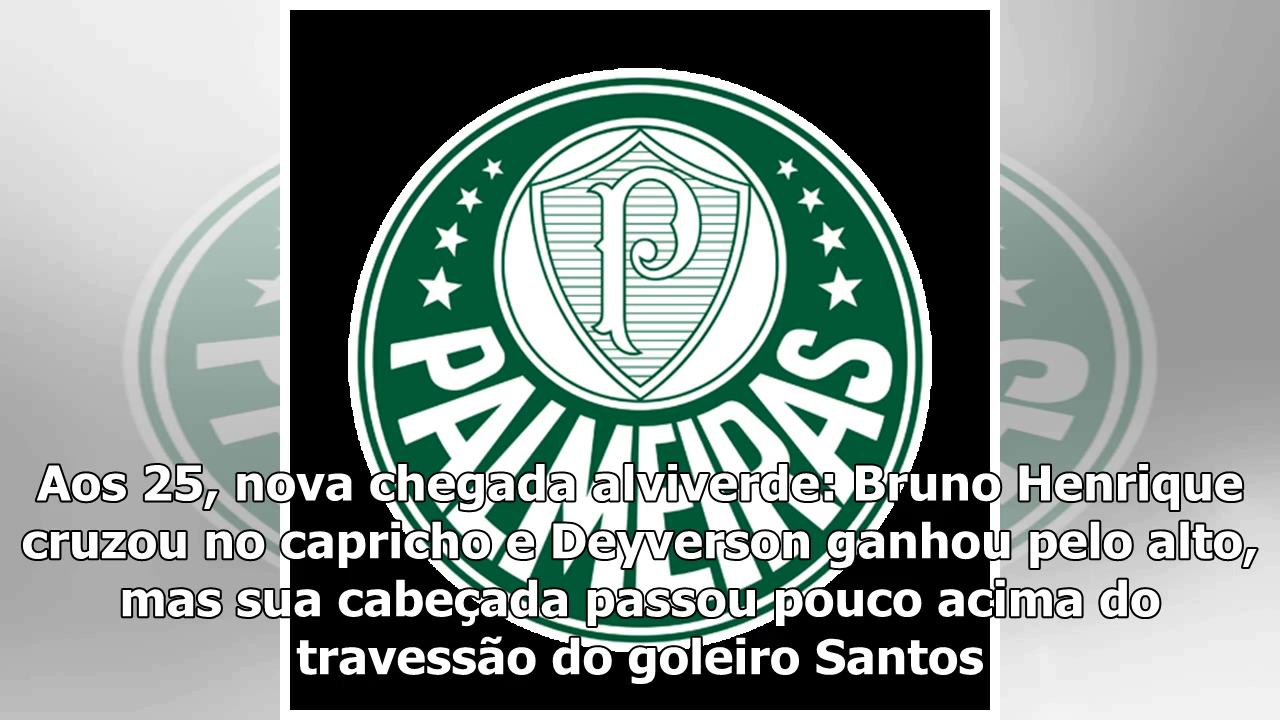 P
PALMEIRAS
Aos 25, nova chegada alviverde: Bruno Henrique
cruzou no capricho e Deyverson ganhou pelo alto,
mas sua cabeçada passou pouco acima do
travessão do goleiro Santos